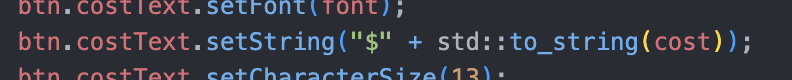 btn.costText.setFont(font);
btn.costText.setString("$" + std::to_string(cost));
btn.costText.setCharacterSize(13);